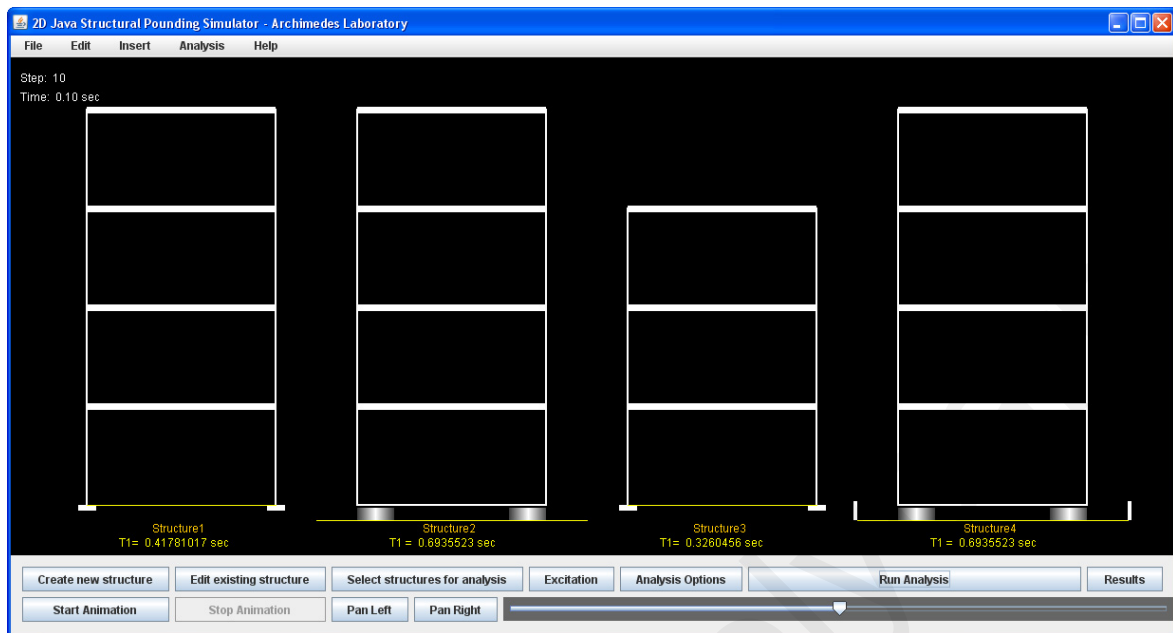 2D Java Structural Pounding Simulator - Archimedes Laboratory
File Edit Insert Analysis Help
Step: 10
Time: 0.10 sec
Structure1 Structure2 Structure3 Structure4
T1= 0.41781017 sec T1 = 0.6935523 sec T1= 0.3260456 sec T1 = 0.6935523 sec
Create new structure Edit existing structure Select structures for analysis Excitation Analysis Options Run Analysis Results
Start Animation Stop Animation Pan Left Pan Right